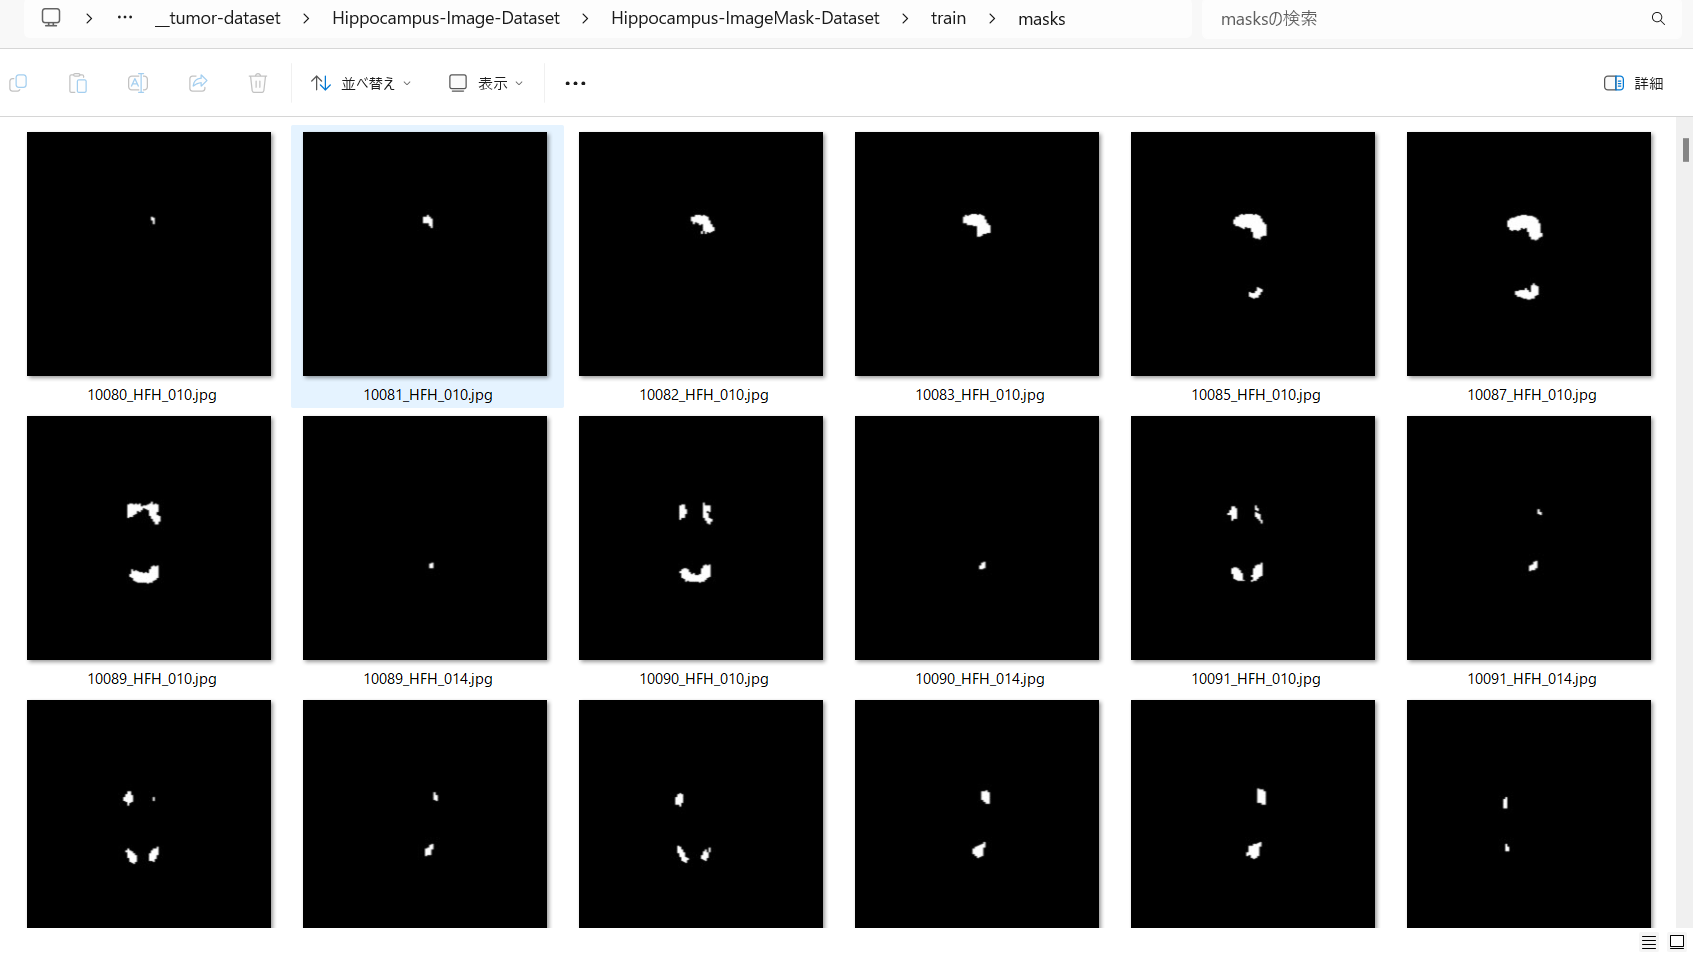 __tumor-dataset > Hippocampus-Image-Dataset > Hippocampus-ImageMask-Dataset > train > masks
masksの検索
並べ替え 表示 詳細
10080_HFH_010.jpg 10081_HFH_010.jpg 10082_HFH_010.jpg 10083_HFH_010.jpg 10085_HFH_010.jpg 10087_HFH_010.jpg
10089_HFH_010.jpg 10089_HFH_014.jpg 10090_HFH_010.jpg 10090_HFH_014.jpg 10091_HFH_010.jpg 10091_HFH_014.jpg